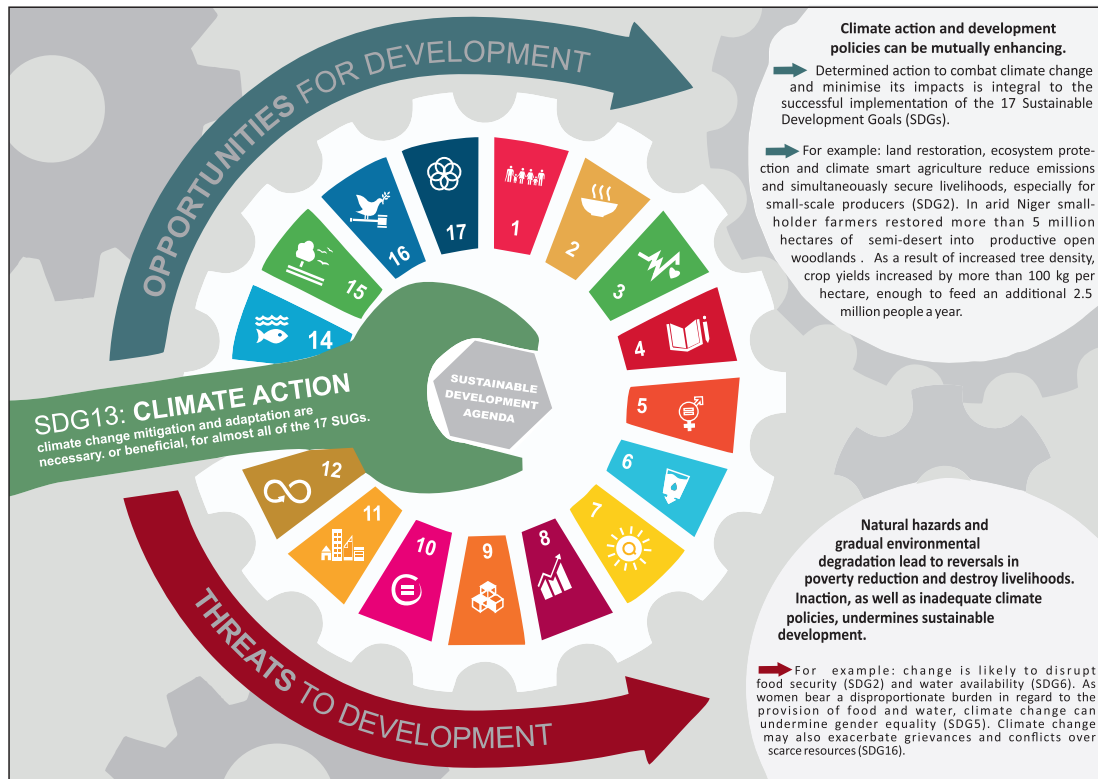 OPPORTUNITIES FOR DEVELOPMENT
Climate action and development
policies can be mutually enhancing.
Determined action to combat climate change
and minimise its impacts is integral to the
successful implementation of the 17 Sustainable
Development Goals (SDGs).
For example: land restoration, ecosystem prote-
ction and climate smart agriculture reduce emissions
and simultaneously secure livelihoods, especially for
small-scale producers (SDG2). In arid Niger small-
holder farmers restored more than 5 million
hectares of semi-desert into productive open
woodlands . As a result of increased tree density,
crop yields increased by more than 100 kg per
hectare, enough to feed an additional 2.5
million people a year.
1
2
3
4
5
6
7
8
9
10
11
12
14
15
16
17
SDG13: CLIMATE ACTION
climate change mitigation and adaptation are
necessary. or beneficial, for almost all of the 17 SUGs.
SUSTAINABLE
DEVELOPMENT
AGENDA
THREATS TO DEVELOPMENT
Natural hazards and
gradual environmental
degradation lead to reversals in
poverty reduction and destroy livelihoods.
Inaction, as well as inadequate climate
policies, undermines sustainable
development.
For example: change is likely to disrupt
food security (SDG2) and water availability (SDG6). As
women bear a disproportionate burden in regard to the
provision of food and water, climate change can
undermine gender equality (SDG5). Climate change
may also exacerbate grievances and conflicts over
scarce resources (SDG16).